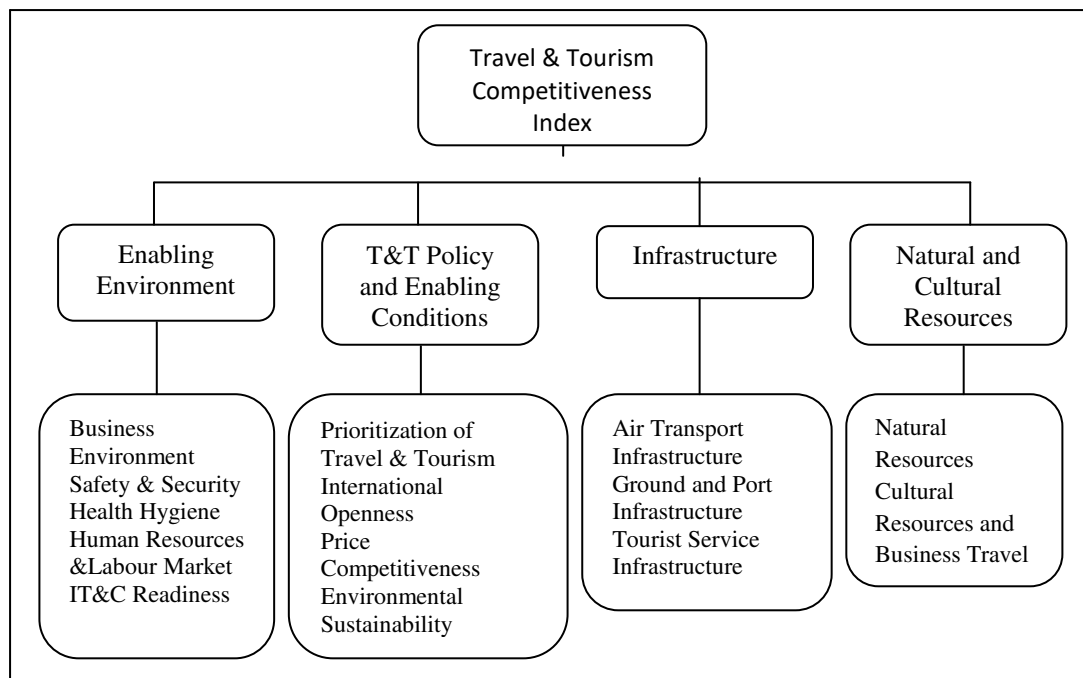 Travel & Tourism
Competitiveness
Index
Enabling
Environment
T&T Policy
and Enabling
Conditions
Infrastructure
Natural and
Cultural
Resources
Business
Environment
Safety & Security
Health Hygiene
Human Resources
&Labour Market
IT&C Readiness
Prioritization of
Travel & Tourism
International
Openness
Price
Competitiveness
Environmental
Sustainability
Air Transport
Infrastructure
Ground and Port
Infrastructure
Tourist Service
Infrastructure
Natural
Resources
Cultural
Resources and
Business Travel